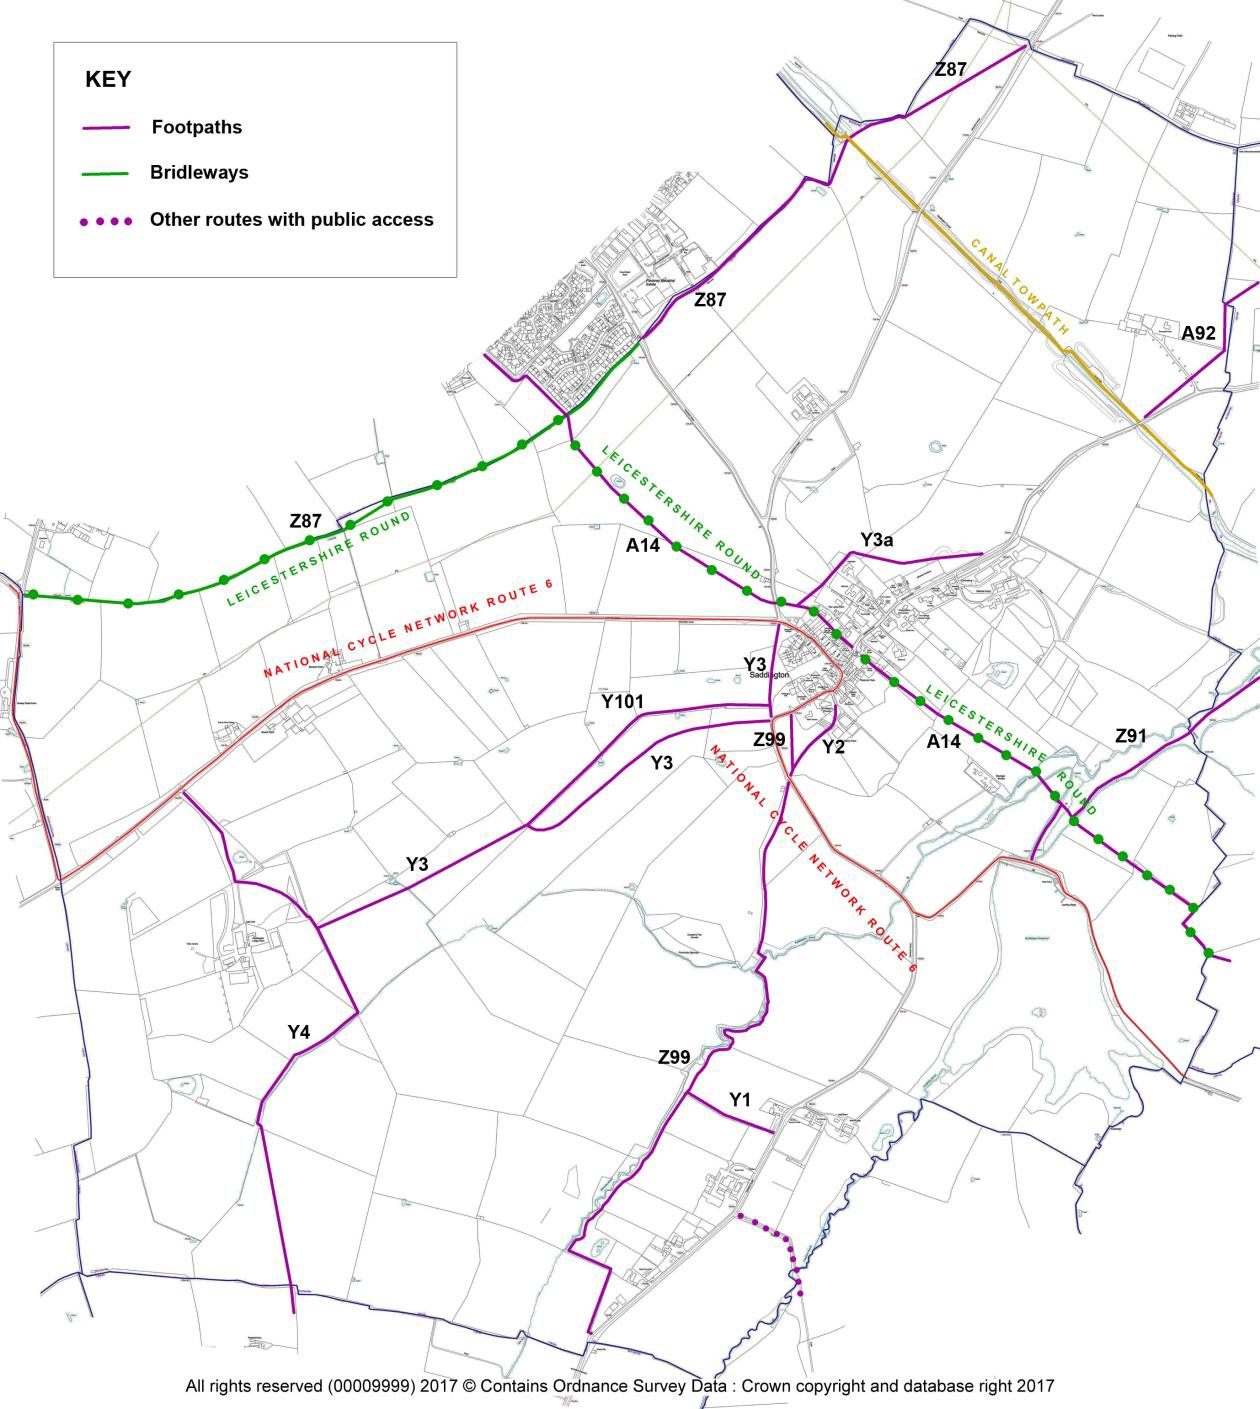 KEY
Footpaths
Bridleways
Other routes with public access
Z87
CANAL TOWPATH
Z87
A92
LEICESTERSHIRE ROUND
Z87
LEICESTERSHIRE ROUND
A14
Y3a
NATIONAL CYCLE NETWORK ROUTE 6
Y3
Saddington
Y101
Z99
Y2
LEICESTERSHIRE ROUND
A14
Z91
Y3
NATIONAL CYCLE NETWORK ROUTE 6
Y3
Y4
Z99
Y1
All rights reserved (00009999) 2017 © Contains Ordnance Survey Data : Crown copyright and database right 2017